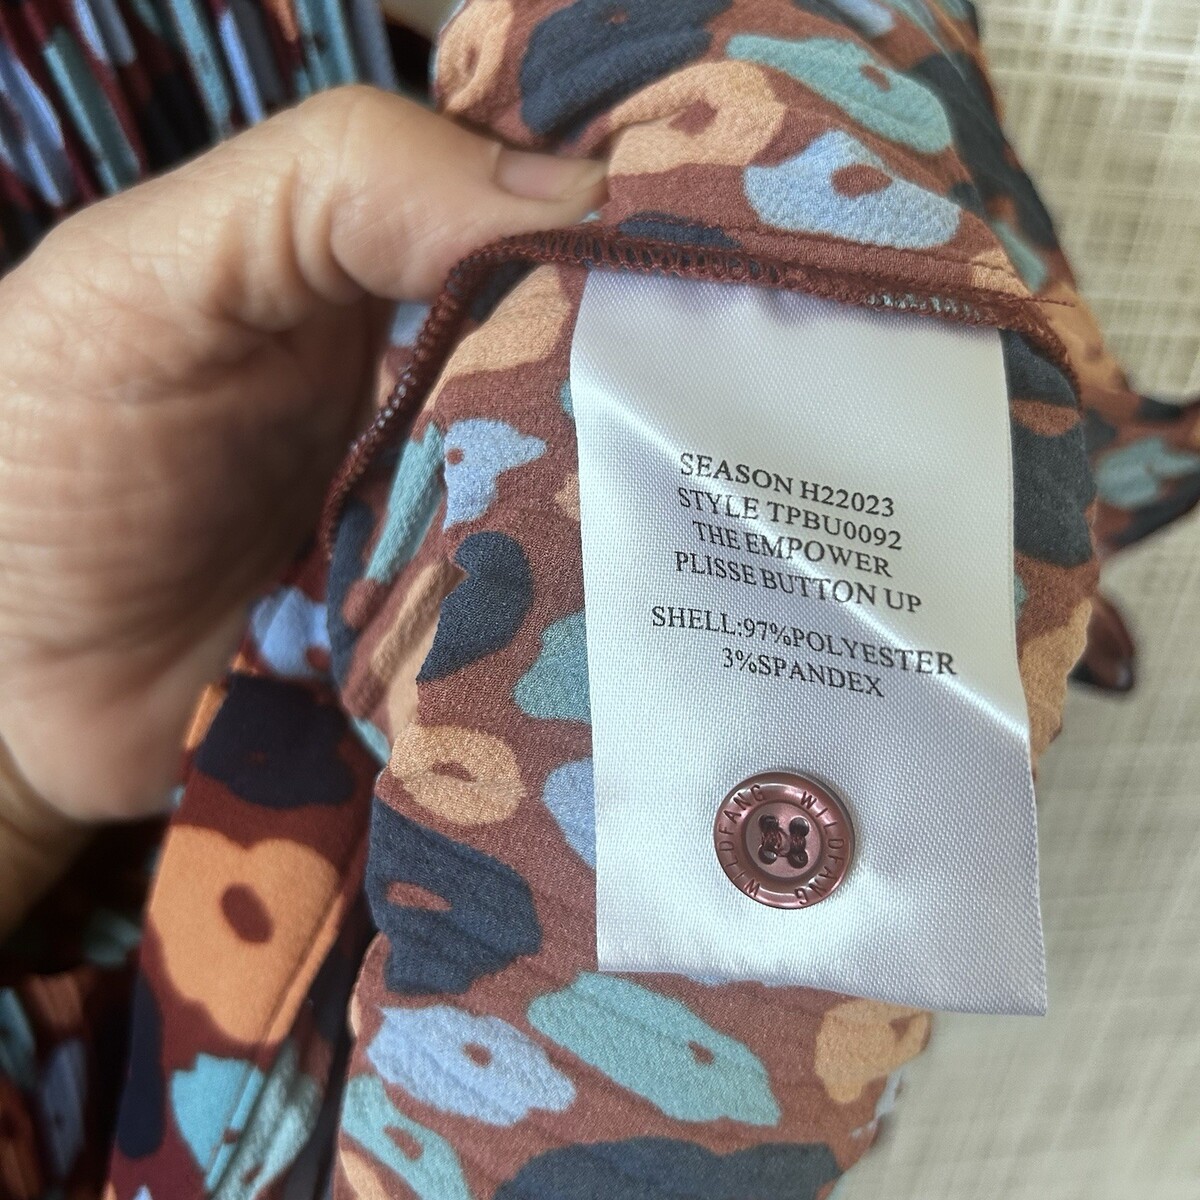 SEASON H22023
STYLE TPBU0092
THE EMPOWER
PLISSE BUTTON UP
SHELL:97%POLYESTER
3%SPANDEX
WILDFANG WILDFANG